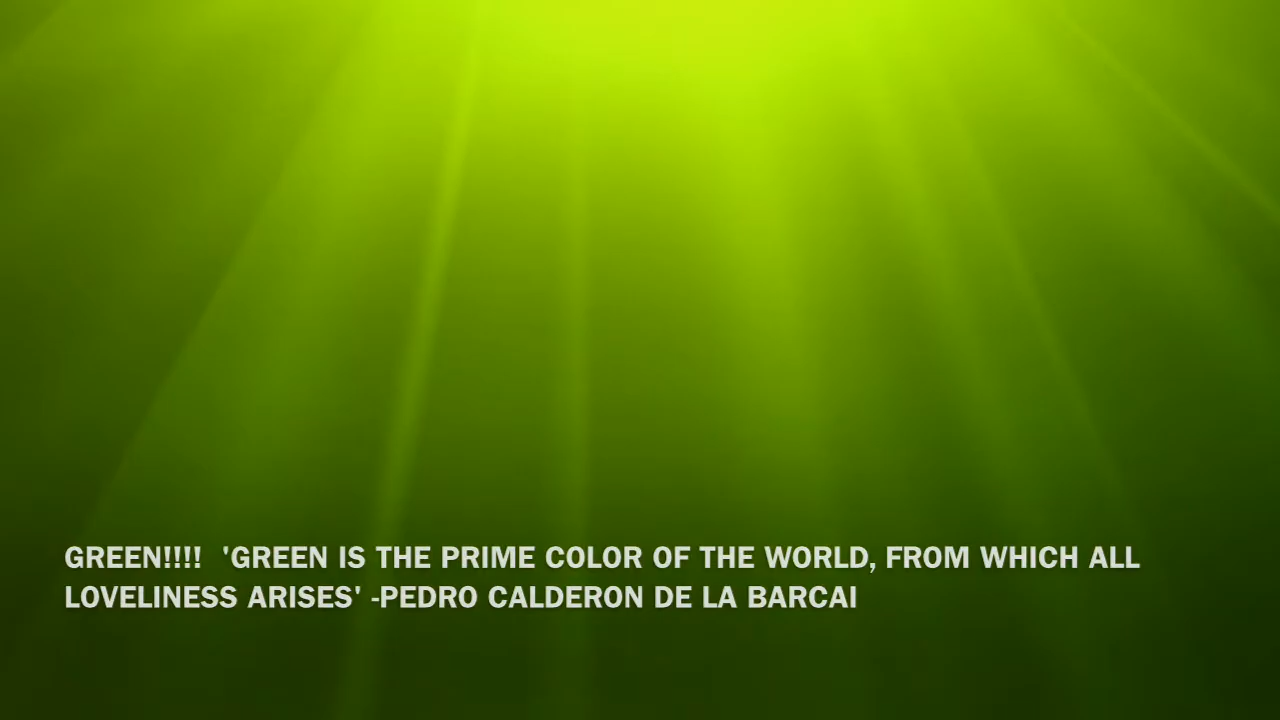 GREEN!!!!  'GREEN IS THE PRIME COLOR OF THE WORLD, FROM WHICH ALL
LOVELINESS ARISES' -PEDRO CALDERON DE LA BARCAI